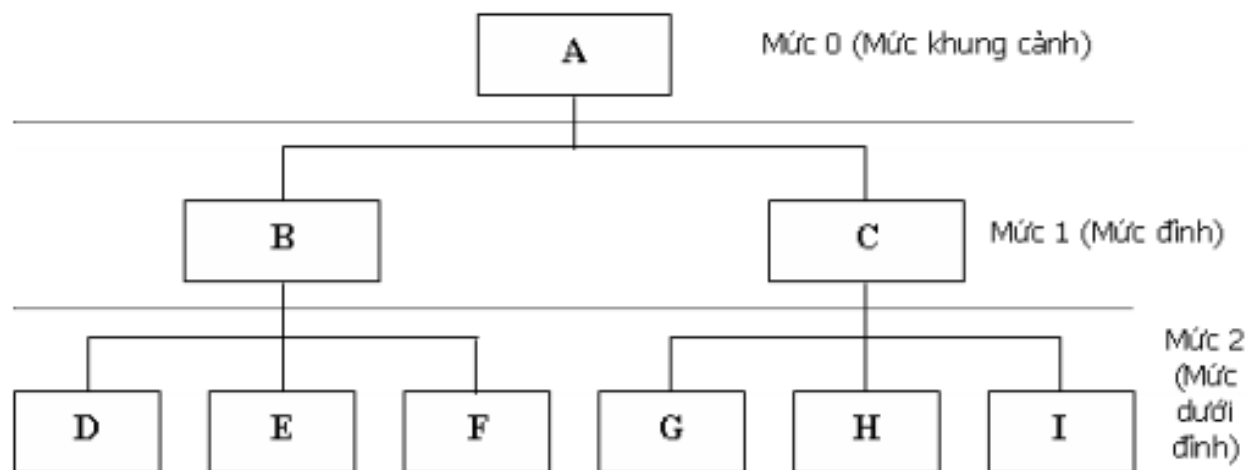 A
Mức 0 (Mức khung cảnh)
B
C
Mức 1 (Mức đỉnh)
D
E
F
G
H
I
Mức 2
(Mức
dưới
đỉnh)